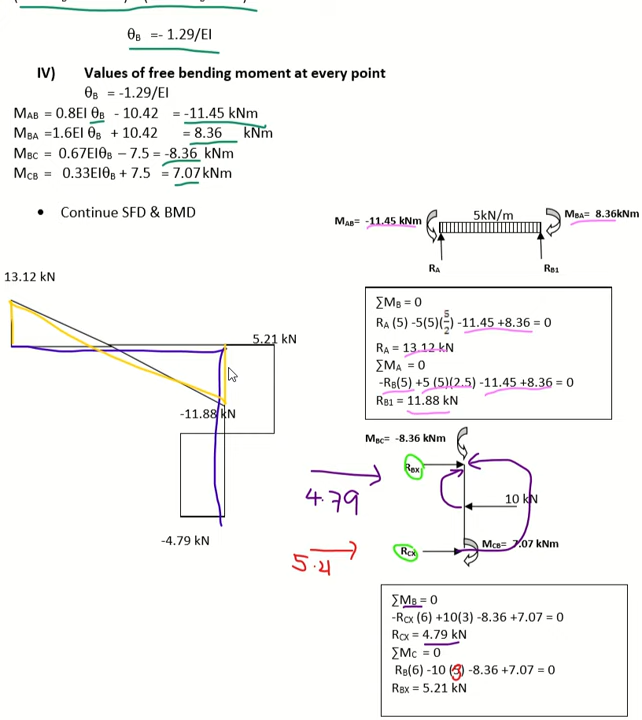 θB =- 1.29/EI
IV) Values of free bending moment at every point
θB = -1.29/EI
MAB = 0.8EI θB - 10.42 = -11.45 kNm
MBA =1.6EI θB + 10.42 = 8.36 kNm
MBC = 0.67EIθB – 7.5 = -8.36 kNm
MCB = 0.33EIθB + 7.5 = 7.07 kNm
• Continue SFD & BMD
MAB= -11.45 kNm
5kN/m
MBA= 8.36kNm
RA
RB1
13.12 kN
5.21 kN
-11.88 kN
-4.79 kN
∑MB = 0
RA (5) -5(5)(5/2) -11.45 +8.36 = 0
RA = 13.12 kN
∑MA = 0
-RB(5) +5 (5)(2.5) -11.45 +8.36 = 0
RB1 = 11.88 kN
MBC= -8.36 kNm
RBX
4.79
10 kN
RCX
MCB= 7.07 kNm
∑MB = 0
-RCX (6) +10(3) -8.36 +7.07 = 0
RCX = 4.79 kN
∑MC = 0
RB(6) -10 (3) -8.36 +7.07 = 0
RBX = 5.21 kN